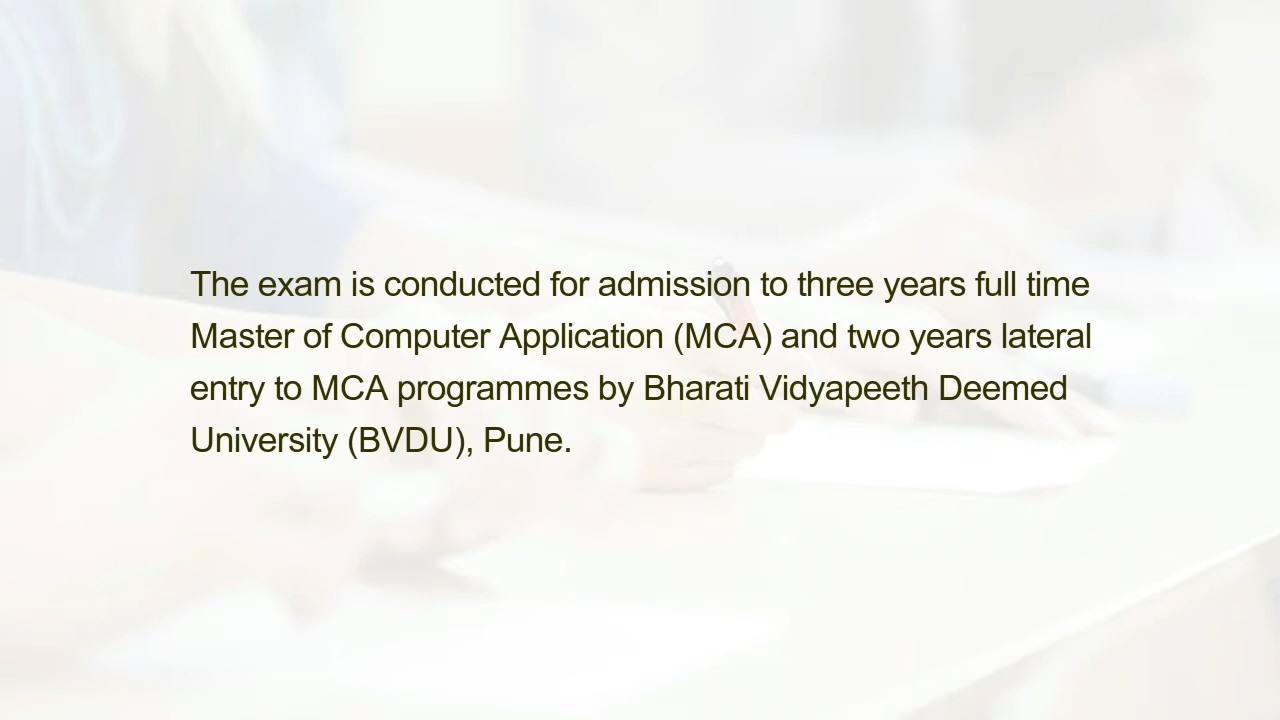 The exam is conducted for admission to three years full time
Master of Computer Application (MCA) and two years lateral
entry to MCA programmes by Bharati Vidyapeeth Deemed
University (BVDU), Pune.